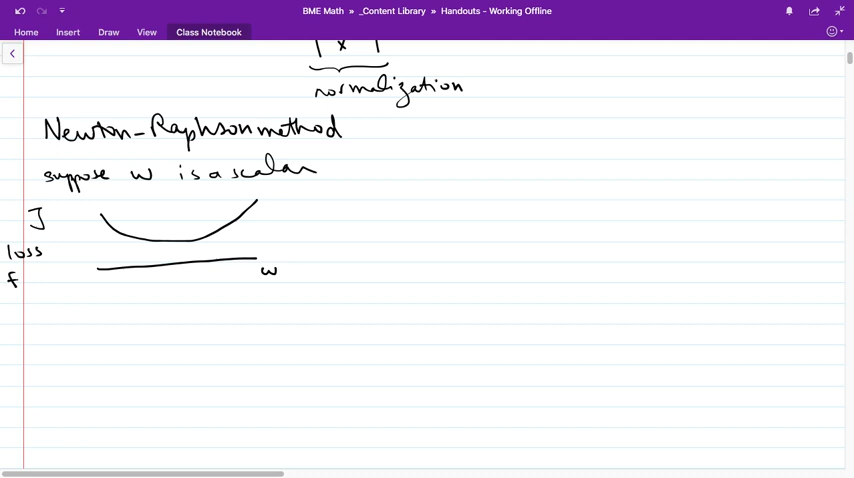 BME Math » _Content Library » Handouts - Working Offline
Home Insert Draw View Class Notebook
normalization
Newton-Raphson method
suppose w is a scalar
J
loss
f
w